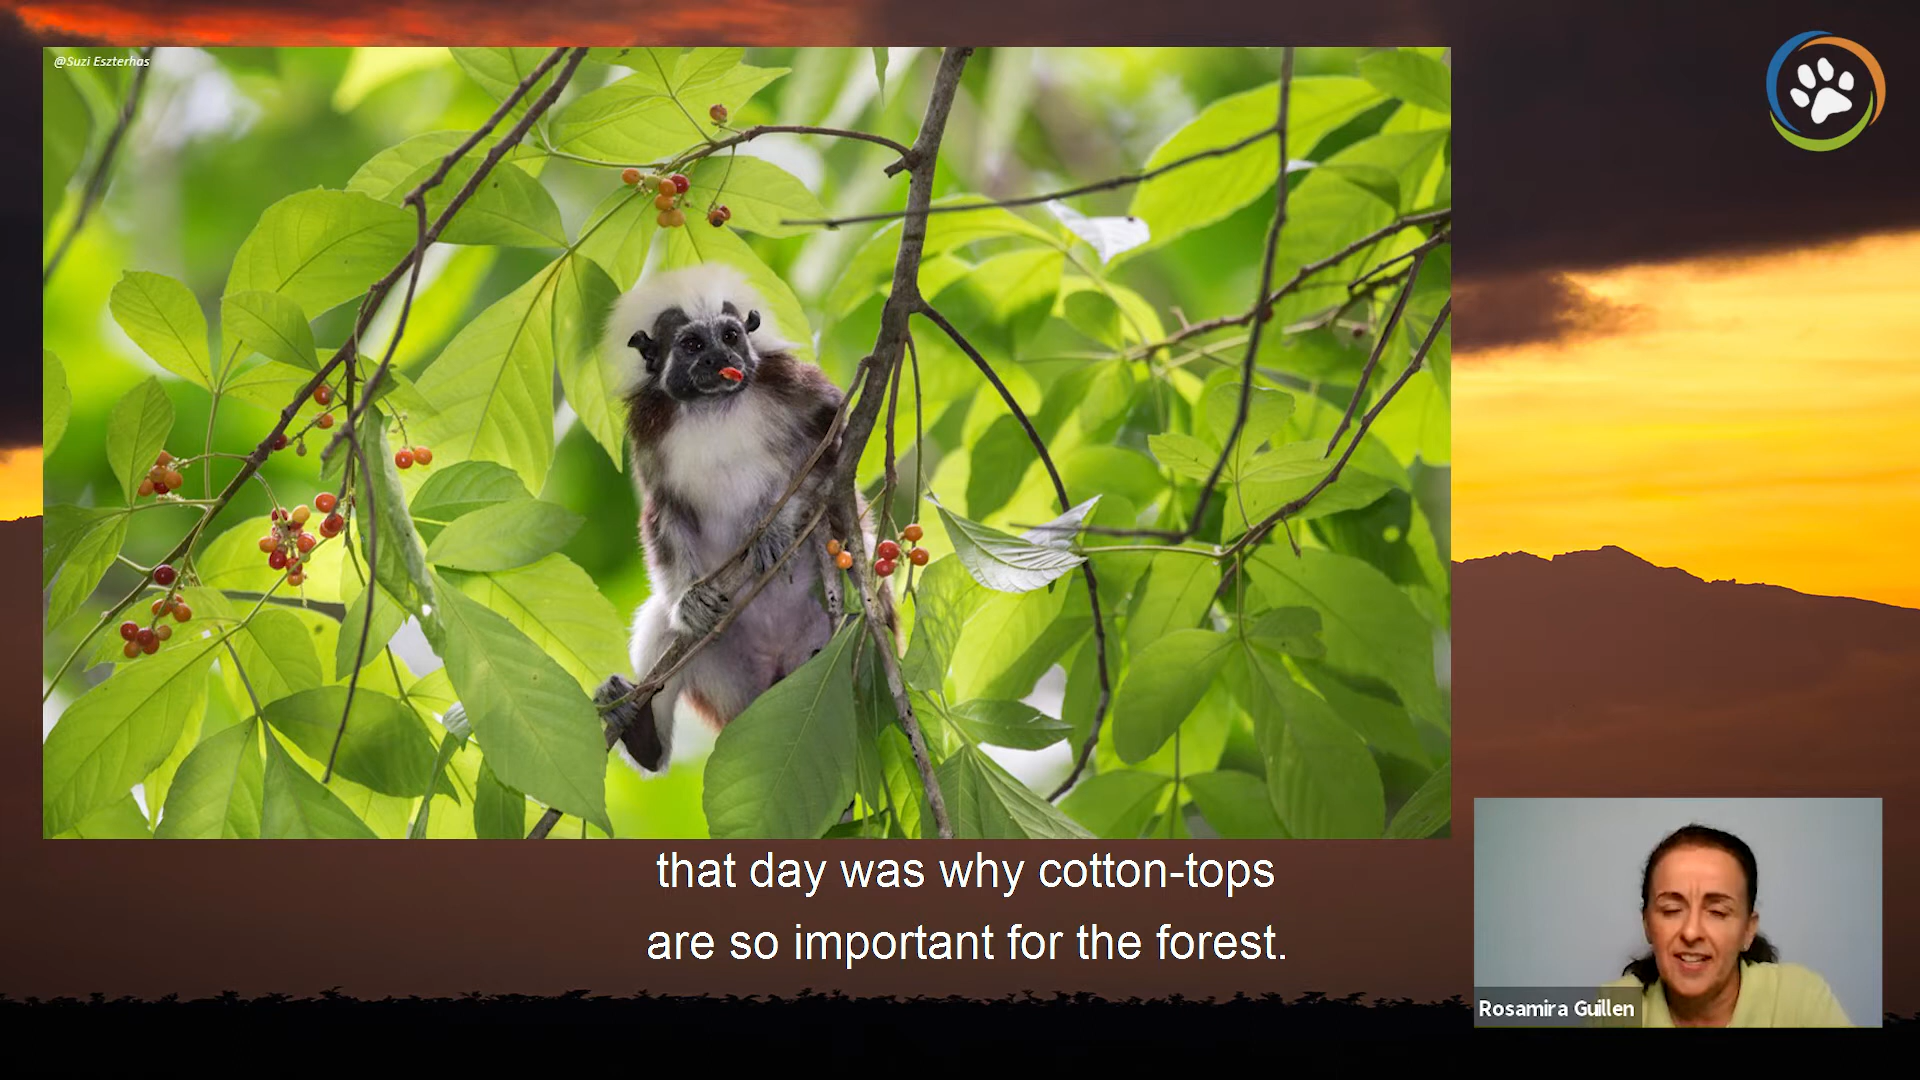 @Suzi Eszterhas
that day was why cotton-tops
are so important for the forest.
Rosamira Guillen